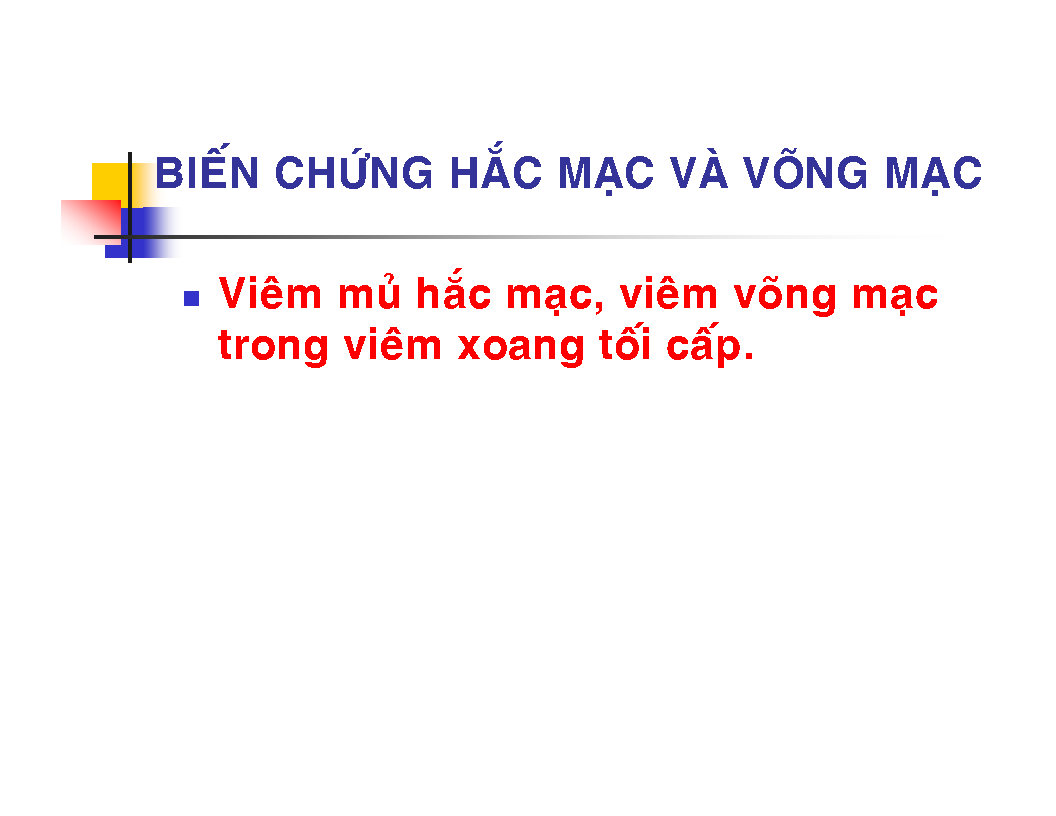 BIẾN CHỨNG HẮC MẠC VÀ VÕNG MẠC
Viêm mủ hắc mạc, viêm võng mạc
trong viêm xoang tối cấp.